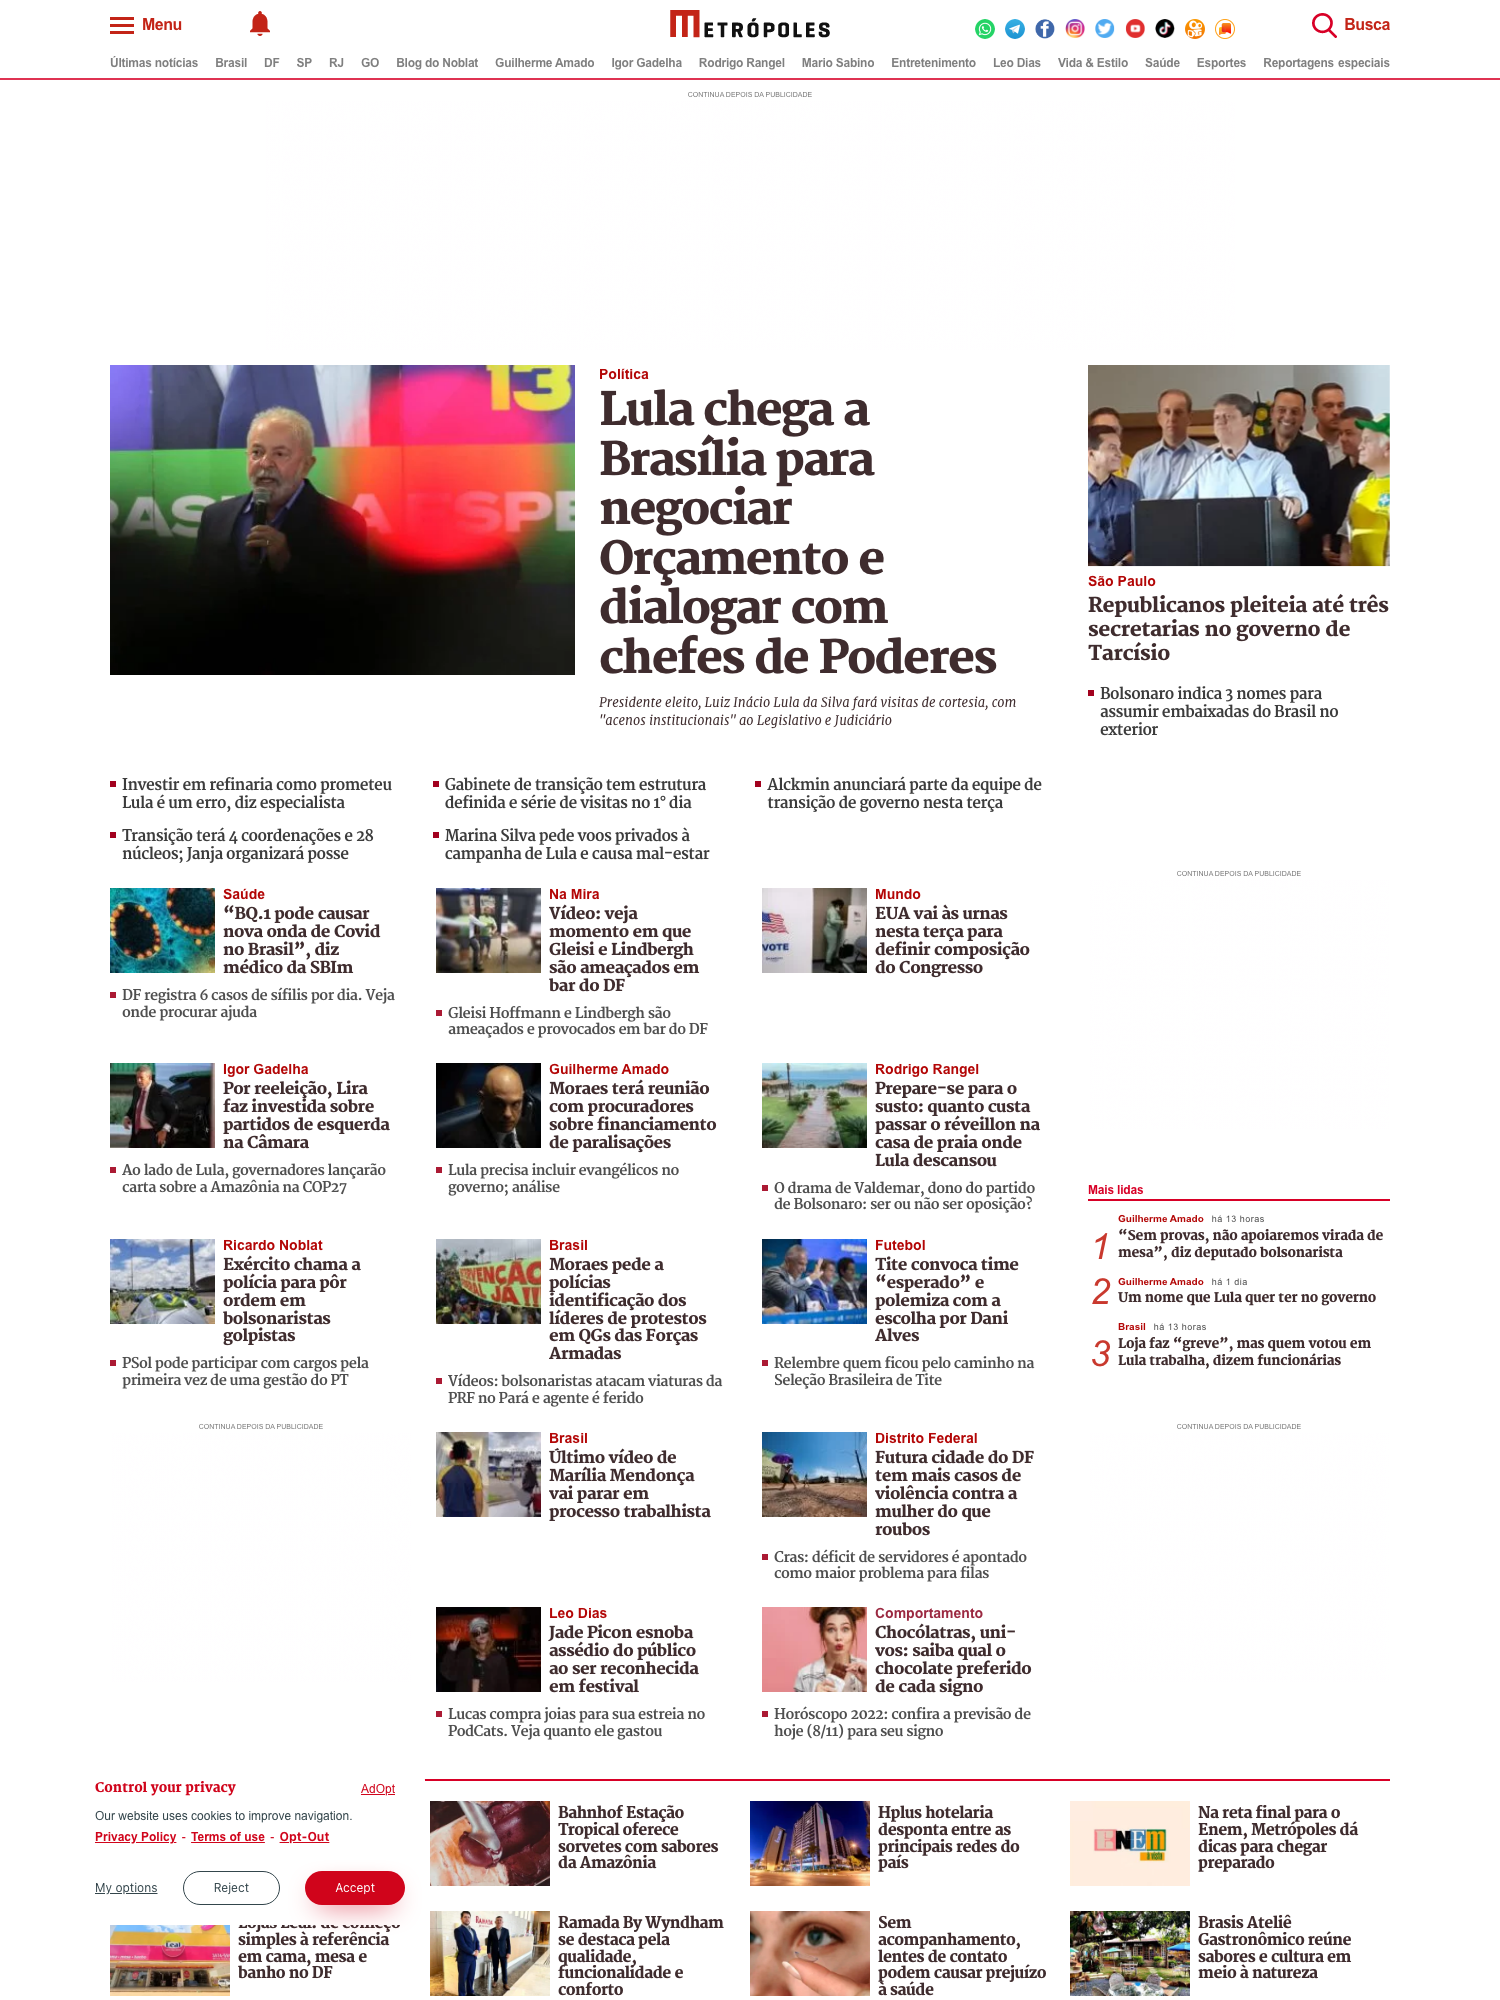 Menu
METRÓPOLES
Busca
Últimas notícias Brasil DF SP RJ GO Blog do Noblat Guilherme Amado Igor Gadelha Rodrigo Rangel Mario Sabino Entretenimento Leo Dias Vida & Estilo Saúde Esportes Reportagens especiais
CONTINUA DEPOIS DA PUBLICIDADE
13
Política
Lula chega a
Brasília para
negociar
Orçamento e
dialogar com
chefes de Poderes
Presidente eleito, Luiz Inácio Lula da Silva fará visitas de cortesia, com
"acenos institucionais" ao Legislativo e Judiciário
São Paulo
Republicanos pleiteia até três
secretarias no governo de
Tarcísio
Bolsonaro indica 3 nomes para
assumir embaixadas do Brasil no
exterior
Investir em refinaria como prometeu
Lula é um erro, diz especialista
Gabinete de transição tem estrutura
definida e série de visitas no 1° dia
Alckmin anunciará parte da equipe de
transição de governo nesta terça
Transição terá 4 coordenações e 28
núcleos; Janja organizará posse
Marina Silva pede voos privados à
campanha de Lula e causa mal-estar
CONTINUA DEPOIS DA PUBLICIDADE
Saúde
“BQ.1 pode causar
nova onda de Covid
no Brasil”, diz
médico da SBIm
DF registra 6 casos de sífilis por dia. Veja
onde procurar ajuda
Na Mira
Vídeo: veja
momento em que
Gleisi e Lindbergh
são ameaçados em
bar do DF
Gleisi Hoffmann e Lindbergh são
ameaçados e provocados em bar do DF
VOTE
Mundo
EUA vai às urnas
nesta terça para
definir composição
do Congresso
Igor Gadelha
Por reeleição, Lira
faz investida sobre
partidos de esquerda
na Câmara
Ao lado de Lula, governadores lançarão
carta sobre a Amazônia na COP27
Guilherme Amado
Moraes terá reunião
com procuradores
sobre financiamento
de paralisações
Lula precisa incluir evangélicos no
governo; análise
Rodrigo Rangel
Prepare-se para o
susto: quanto custa
passar o réveillon na
casa de praia onde
Lula descansou
O drama de Valdemar, dono do partido
de Bolsonaro: ser ou não ser oposição?
Mais lidas
Guilherme Amado há 13 horas
1 “Sem provas, não apoiaremos virada de
mesa”, diz deputado bolsonarista
Guilherme Amado há 1 dia
2 Um nome que Lula quer ter no governo
Brasil há 13 horas
3 Loja faz “greve”, mas quem votou em
Lula trabalha, dizem funcionárias
Ricardo Noblat
Exército chama a
polícia para pôr
ordem em
bolsonaristas
golpistas
PSol pode participar com cargos pela
primeira vez de uma gestão do PT
Brasil
Moraes pede a
polícias
identificação dos
líderes de protestos
em QGs das Forças
Armadas
Vídeos: bolsonaristas atacam viaturas da
PRF no Pará e agente é ferido
Futebol
Tite convoca time
“esperado” e
polemiza com a
escolha por Dani
Alves
Relembre quem ficou pelo caminho na
Seleção Brasileira de Tite
CONTINUA DEPOIS DA PUBLICIDADE
CONTINUA DEPOIS DA PUBLICIDADE
Brasil
Último vídeo de
Marília Mendonça
vai parar em
processo trabalhista
Distrito Federal
Futura cidade do DF
tem mais casos de
violência contra a
mulher do que
roubos
Cras: déficit de servidores é apontado
como maior problema para filas
Leo Dias
Jade Picon esnoba
assédio do público
ao ser reconhecida
em festival
Lucas compra joias para sua estreia no
PodCats. Veja quanto ele gastou
Comportamento
Chocólatras, uni-
vos: saiba qual o
chocolate preferido
de cada signo
Horóscopo 2022: confira a previsão de
hoje (8/11) para seu signo
Control your privacy
AdOpt
Our website uses cookies to improve navigation.
Privacy Policy - Terms of use - Opt-Out
My options
Reject
Accept
Bahnhof Estação
Tropical oferece
sorvetes com sabores
da Amazônia
Hplus hotelaria
desponta entre as
principais redes do
país
ENEM
Na reta final para o
Enem, Metrópoles dá
dicas para chegar
preparado
Lojas Leal: de começo
simples à referência
em cama, mesa e
banho no DF
Ramada By Wyndham
se destaca pela
qualidade,
funcionalidade e
conforto
Sem
acompanhamento,
lentes de contato
podem causar prejuízo
à saúde
Brasis Ateliê
Gastronômico reúne
sabores e cultura em
meio à natureza